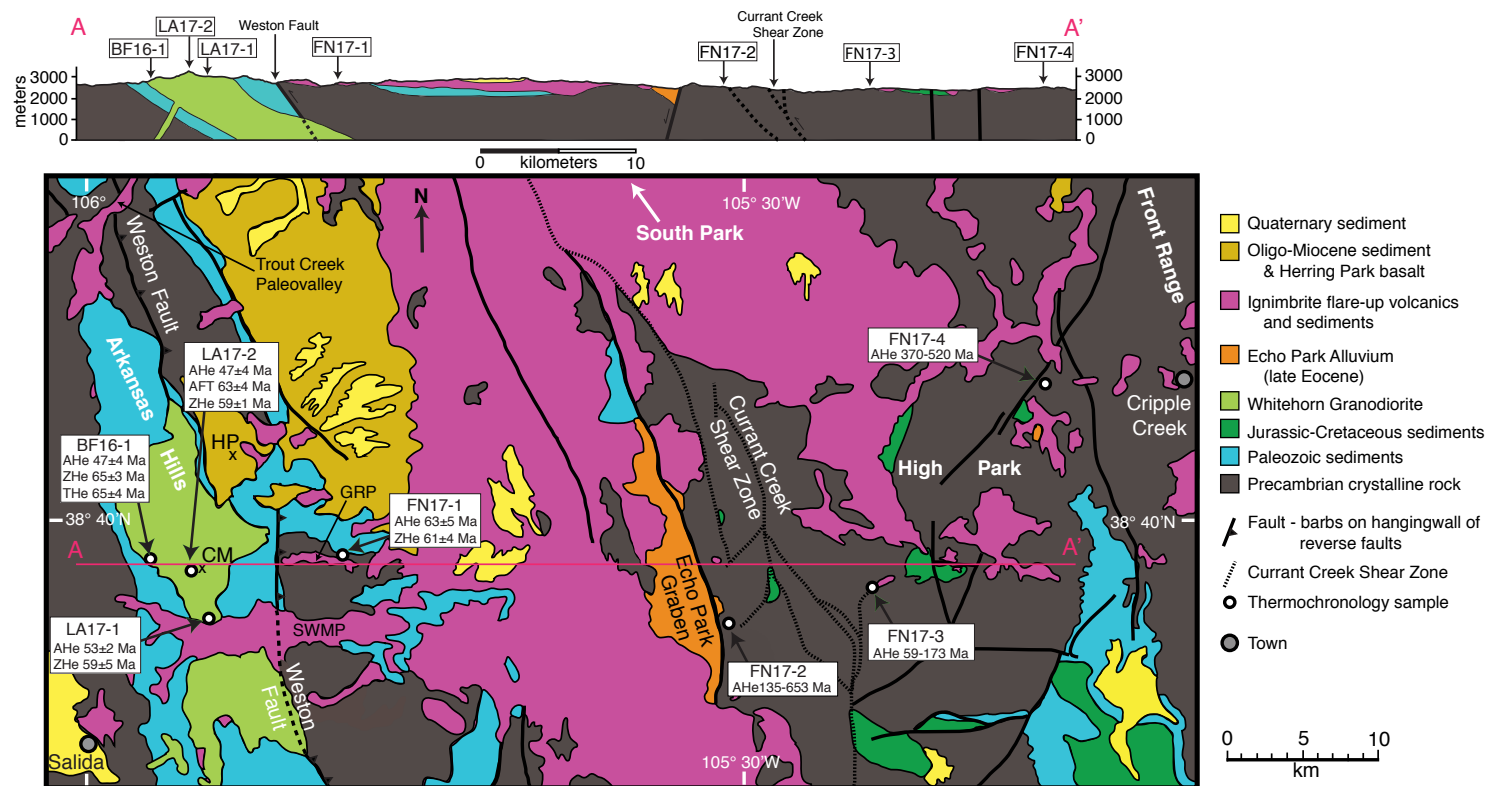 A
A'
BF16-1
LA17-2
LA17-1
Weston Fault
FN17-1
FN17-2
Currant Creek
Shear Zone
FN17-3
FN17-4
meters
3000
2000
1000
0
3000
2000
1000
0
0 kilometers 10
106°
N
South Park
105° 30'W
Front Range
Weston Fault
Trout Creek
Paleovalley
Arkansas
Hills
LA17-2
AHe 47±4 Ma
AFT 63±4 Ma
ZHe 59±1 Ma
FN17-4
AHe 370-520 Ma
Cripple
Creek
HP
x
BF16-1
AHe 47±4 Ma
ZHe 65±3 Ma
THe 65±4 Ma
Currant Creek
Shear Zone
High Park
GRP
FN17-1
AHe 63±5 Ma
ZHe 61±4 Ma
38° 40'N
38° 40'N
A
A'
CM
x
Echo Park
Graben
LA17-1
AHe 53±2 Ma
ZHe 59±5 Ma
SWMP
FN17-3
AHe 59-173 Ma
FN17-2
AHe135-653 Ma
Weston
Fault
Salida
105° 30'W
Quaternary sediment
Oligo-Miocene sediment
& Herring Park basalt
Ignimbrite flare-up volcanics
and sediments
Echo Park Alluvium
(late Eocene)
Whitehorn Granodiorite
Jurassic-Cretaceous sediments
Paleozoic sediments
Precambrian crystalline rock
Fault - barbs on hangingwall of
reverse faults
Currant Creek Shear Zone
Thermochronology sample
Town
0 5 10
km